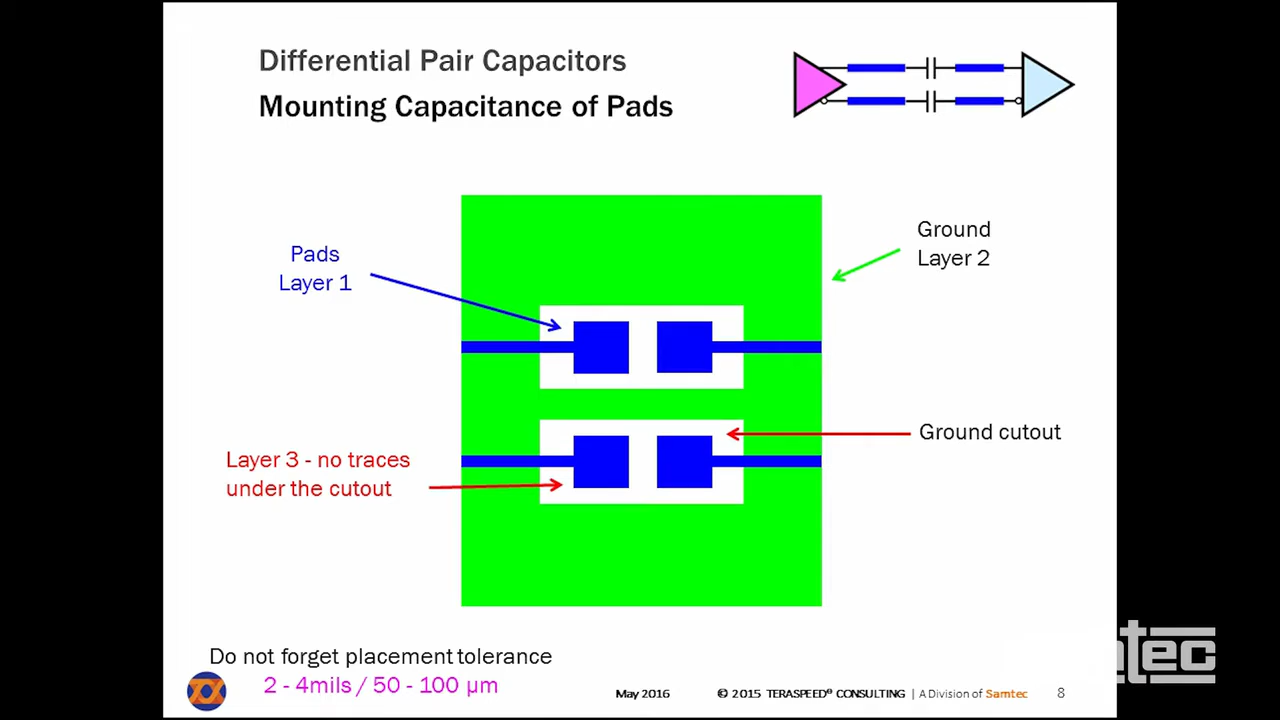 Differential Pair Capacitors
Mounting Capacitance of Pads
Pads
Layer 1
Ground
Layer 2
Ground cutout
Layer 3 - no traces
under the cutout
Do not forget placement tolerance
2 - 4mils / 50 - 100 µm
May 2016
© 2015 TERASPEED® CONSULTING | A Division of Samtec
8